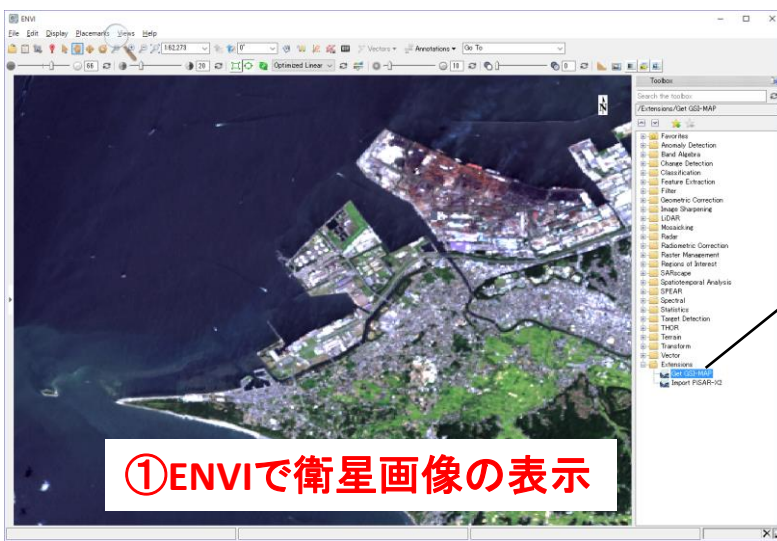 ENVI
File Edit Display Placemarks Views Help
1:62,273 0° Vectors Annotations Go To
66 20 Optimized Linear 10 0
Toolbox
Search the toolbox
/Extensions/Get GSI-MAP
Favorites
Anomaly Detection
Band Algebra
Change Detection
Classification
Feature Extraction
Filter
Geometric Correction
Image Sharpening
LiDAR
Mosaicking
Radar
Radiometric Correction
Raster Management
Regions of Interest
SARscape
Spatiotemporal Analysis
SPEAR
Spectral
Statistics
Target Detection
THOR
Terrain
Transform
Vector
Extensions
Get GSI-MAP
Import PiSAR-X2
N
①ENVIで衛星画像の表示